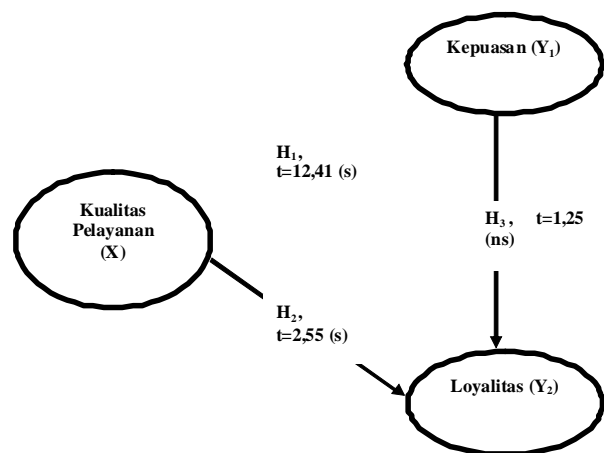 Kepuasan (Y₁)
H₁,
t=12,41 (s)
Kualitas
Pelayanan
(X)
H₃, t=1,25
(ns)
H₂,
t=2,55 (s)
Loyalitas (Y₂)